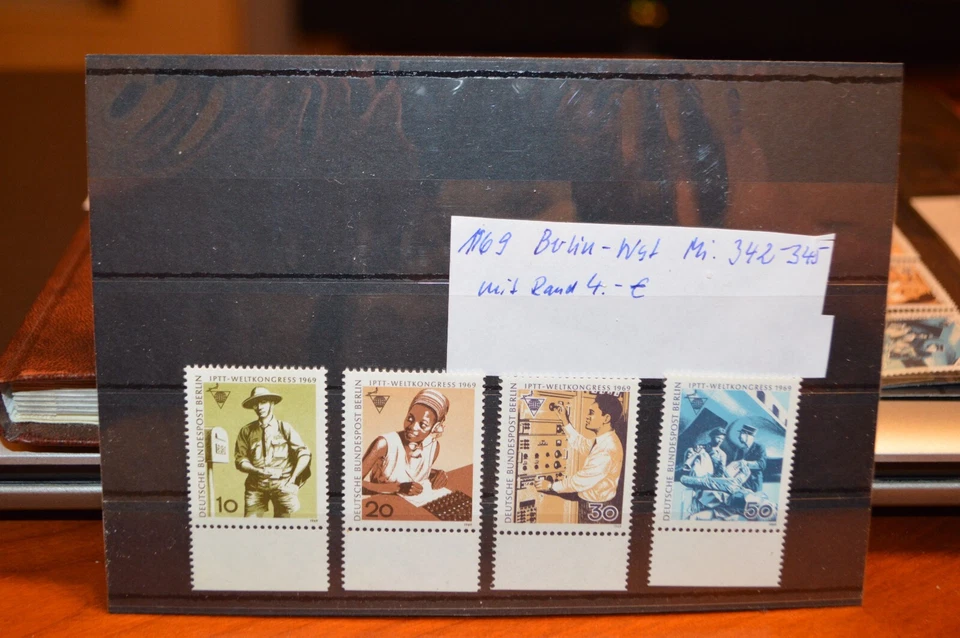 1969 Berlin-West Mi. 342-345
mit Rand 4.- €
IPTT-WELTKONGRESS 1969
DEUTSCHE BUNDESPOST BERLIN
10
IPTT-WELTKONGRESS 1969
DEUTSCHE BUNDESPOST BERLIN
20
IPTT-WELTKONGRESS 1969
DEUTSCHE BUNDESPOST BERLIN
30
IPTT-WELTKONGRESS 1969
DEUTSCHE BUNDESPOST BERLIN
50